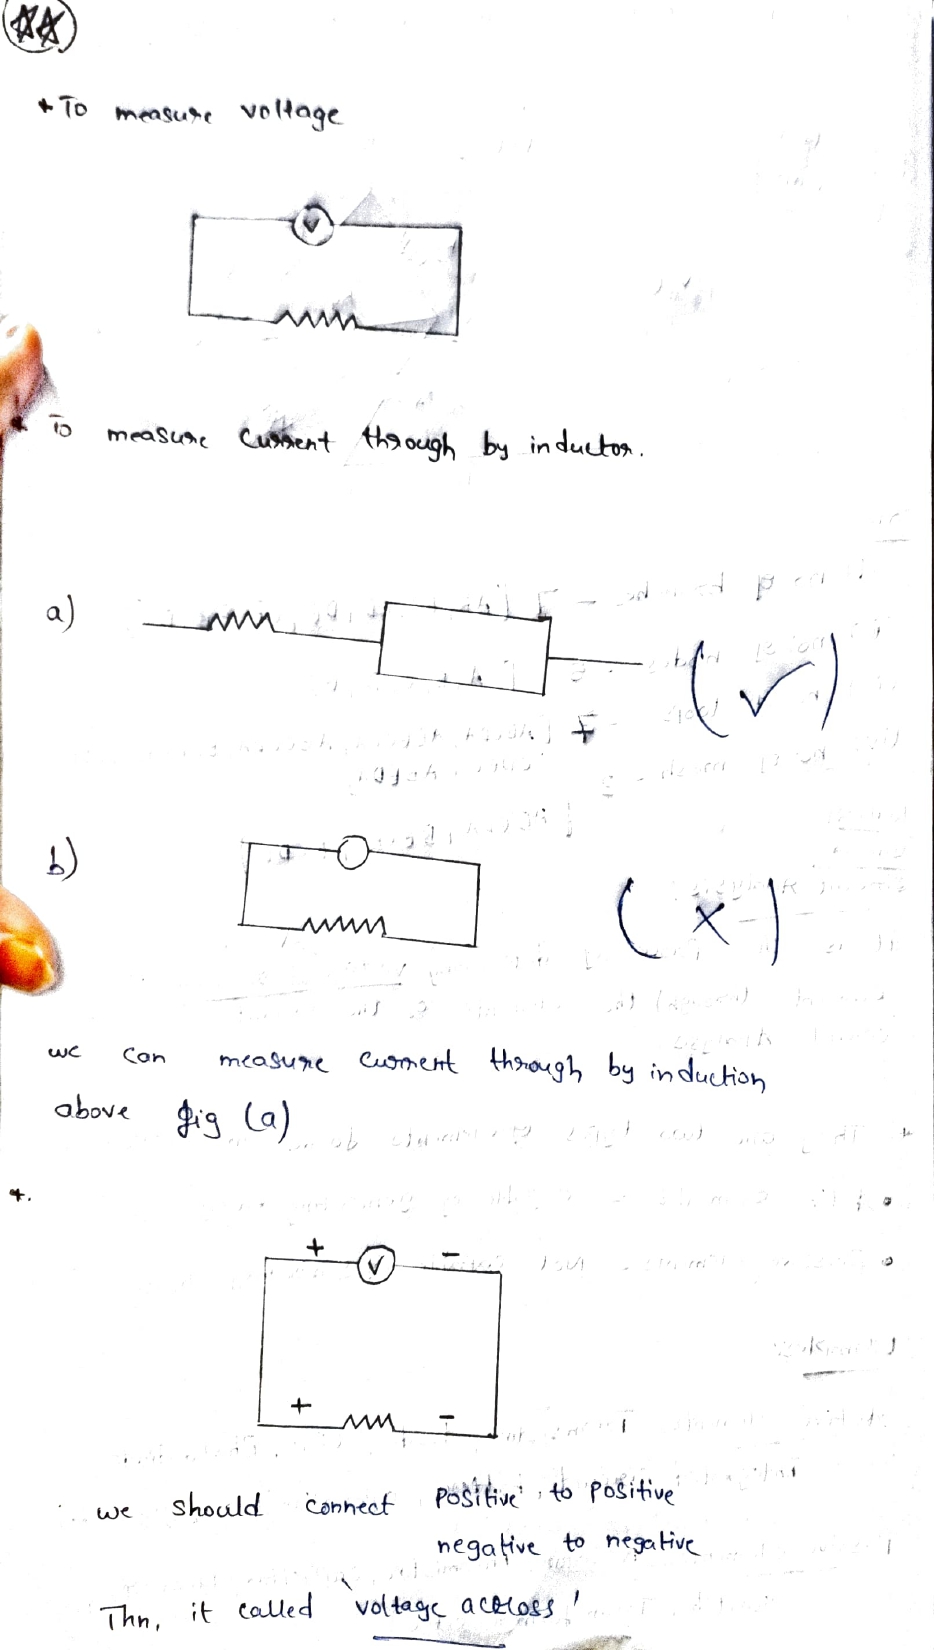 * To measure voltage
V
* To measure current through by inductor.
a)
(✓)
b)
(×)
we can measure current through by induction
above fig (a)
*.
+ V -
+ -
we should connect positive to positive
negative to negative
Thn, it called 'voltage accross'